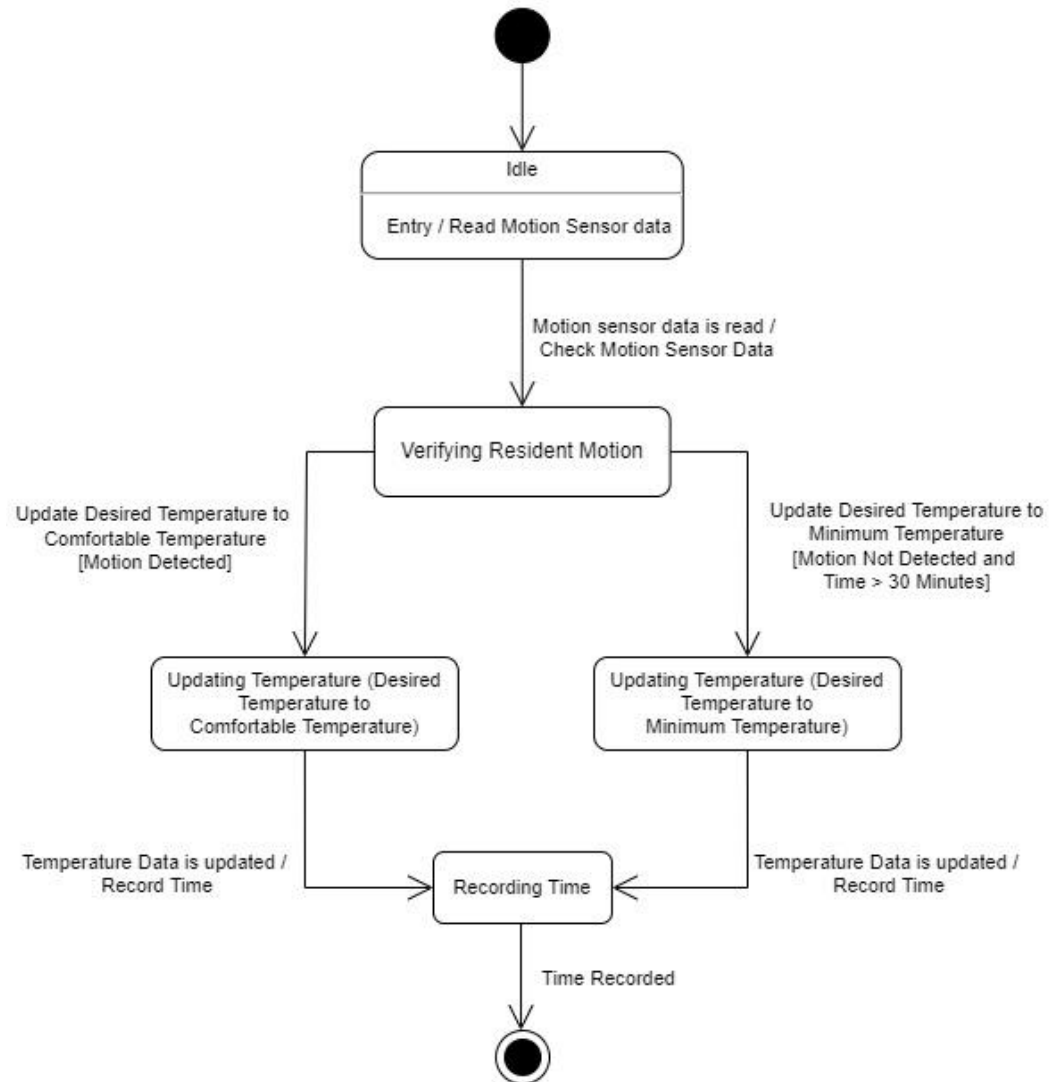 Idle
Entry / Read Motion Sensor data
Motion sensor data is read /
Check Motion Sensor Data
Verifying Resident Motion
Update Desired Temperature to
Comfortable Temperature
[Motion Detected]
Update Desired Temperature to
Minimum Temperature
[Motion Not Detected and
Time > 30 Minutes]
Updating Temperature (Desired
Temperature to
Comfortable Temperature)
Updating Temperature (Desired
Temperature to
Minimum Temperature)
Temperature Data is updated /
Record Time
Recording Time
Temperature Data is updated /
Record Time
Time Recorded